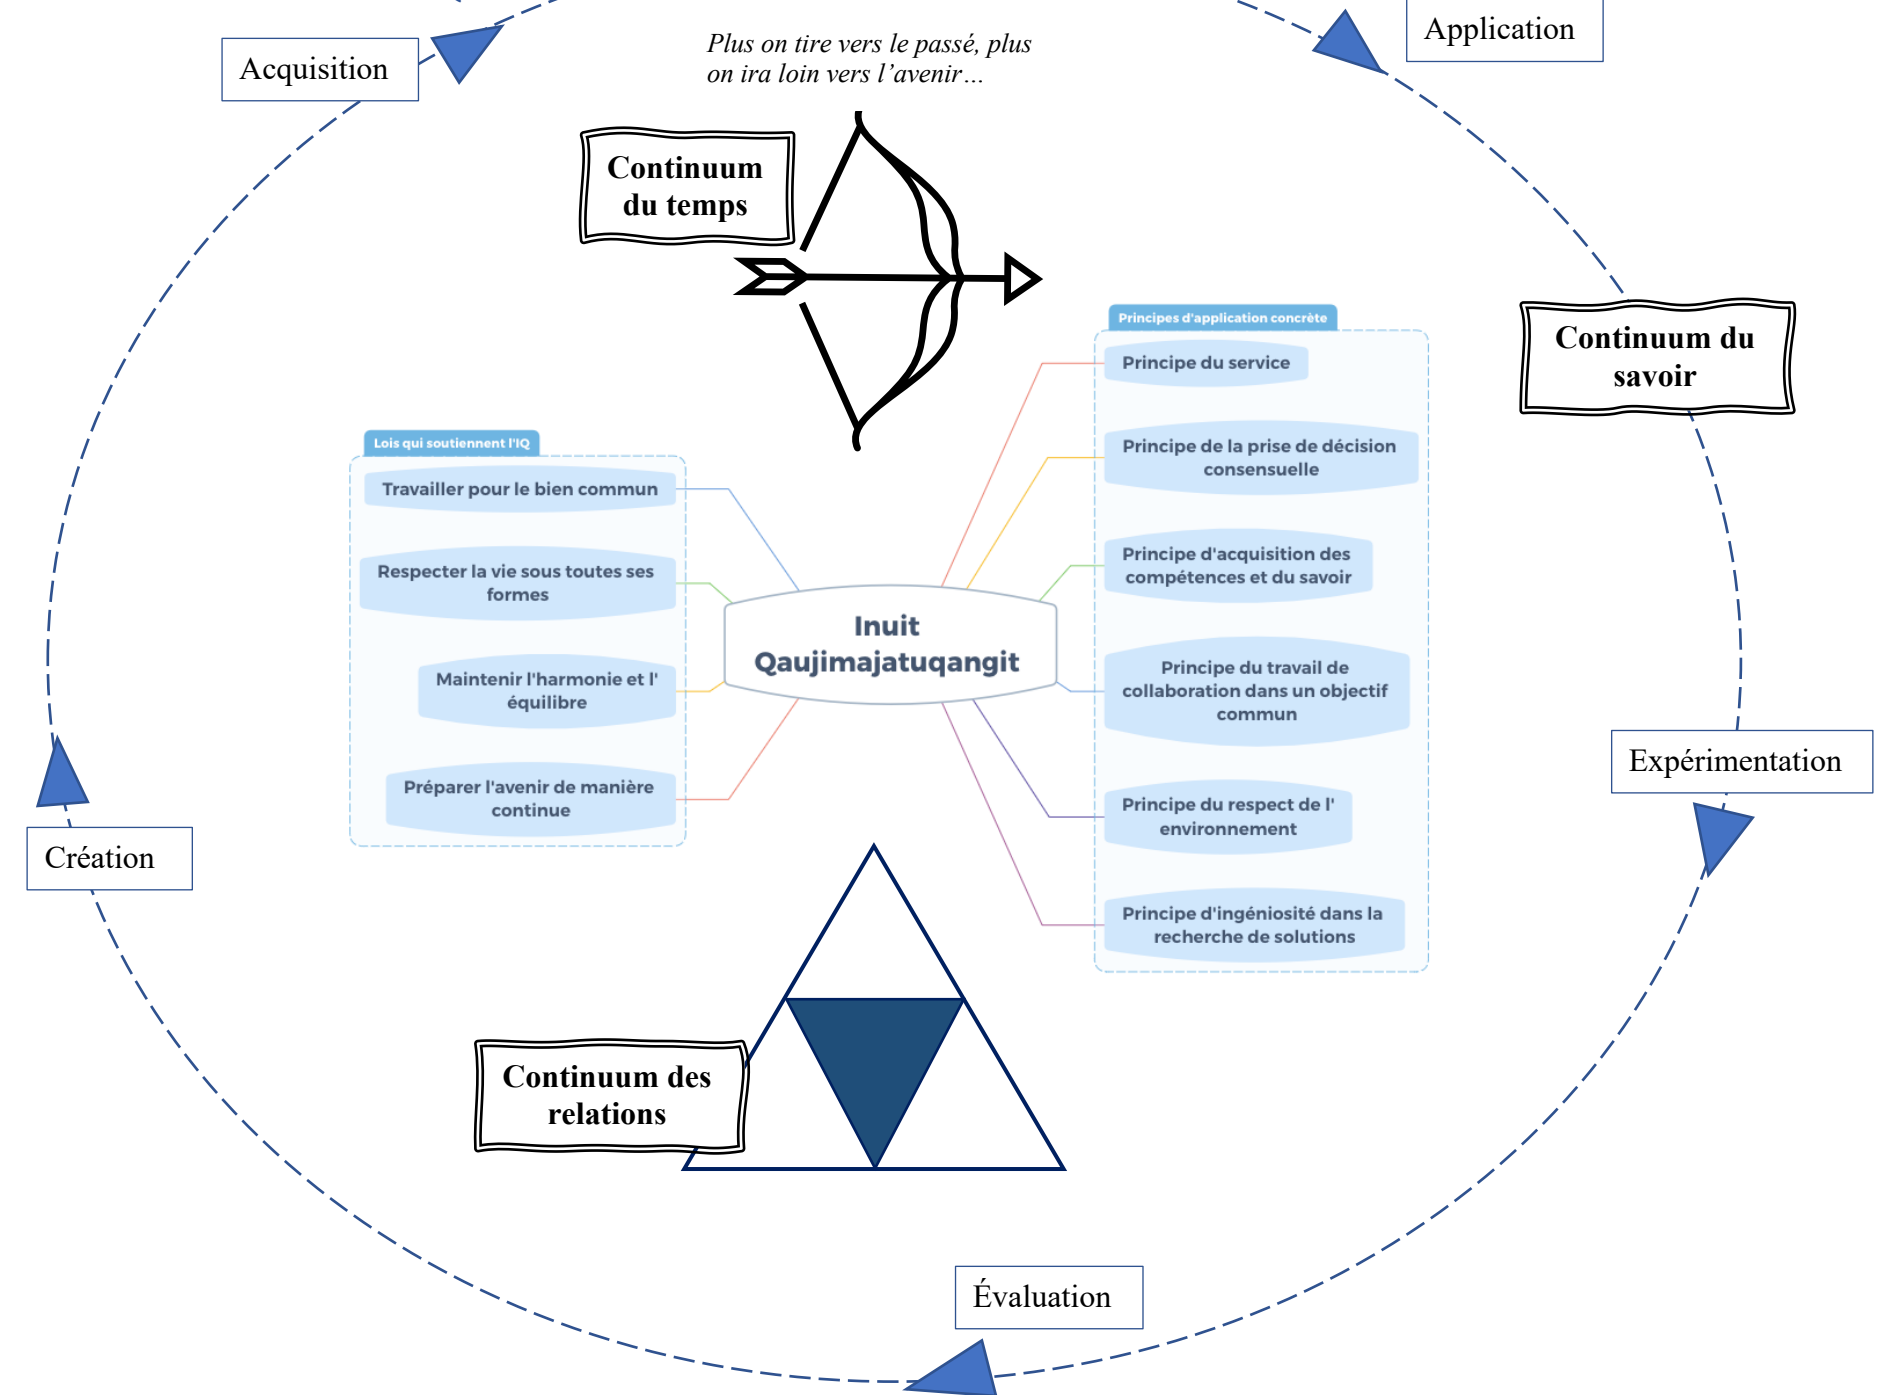 Application
Acquisition
Plus on tire vers le passé, plus
on ira loin vers l’avenir…
Continuum
du temps
Continuum du
savoir
Principes d'application concrète
Principe du service
Principe de la prise de décision
consensuelle
Principe d'acquisition des
compétences et du savoir
Principe du travail de
collaboration dans un objectif
commun
Principe du respect de l'
environnement
Principe d'ingéniosité dans la
recherche de solutions
Lois qui soutiennent l'IQ
Travailler pour le bien commun
Respecter la vie sous toutes ses
formes
Maintenir l'harmonie et l'
équilibre
Préparer l'avenir de manière
continue
Inuit
Qaujimajatuqangit
Expérimentation
Création
Continuum des
relations
Évaluation